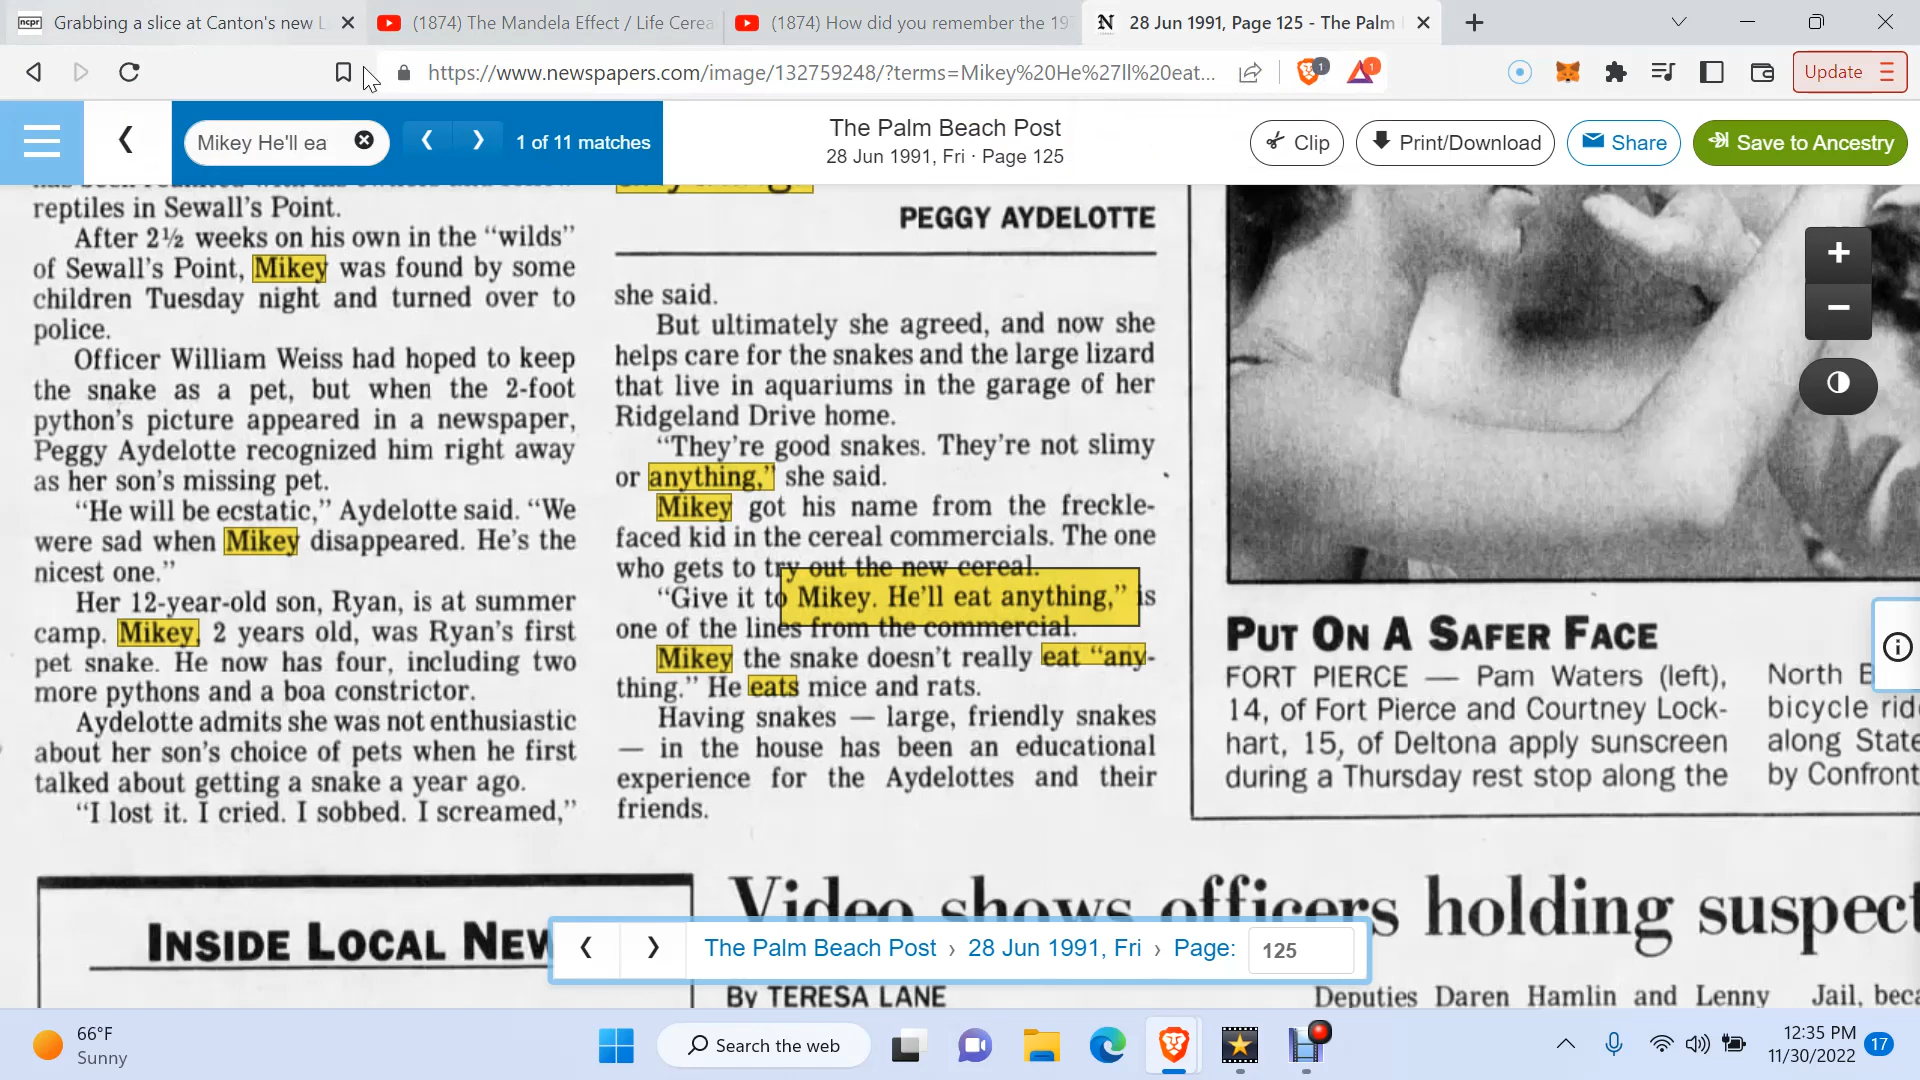 ncpr Grabbing a slice at Canton's new L
(1874) The Mandela Effect / Life Cerea
(1874) How did you remember the 19
N 28 Jun 1991, Page 125 - The Palm
https://www.newspapers.com/image/132759248/?terms=Mikey%20He%27ll%20eat...
1
1
Update
Mikey He'll ea
1 of 11 matches
The Palm Beach Post
28 Jun 1991, Fri · Page 125
Clip
Print/Download
Share
Save to Ancestry
reptiles in Sewall's Point.
After 2½ weeks on his own in the “wilds”
of Sewall's Point, Mikey was found by some
children Tuesday night and turned over to
police.
Officer William Weiss had hoped to keep
the snake as a pet, but when the 2-foot
python's picture appeared in a newspaper,
Peggy Aydelotte recognized him right away
as her son's missing pet.
“He will be ecstatic,” Aydelotte said. “We
were sad when Mikey disappeared. He's the
nicest one.”
Her 12-year-old son, Ryan, is at summer
camp. Mikey, 2 years old, was Ryan's first
pet snake. He now has four, including two
more pythons and a boa constrictor.
Aydelotte admits she was not enthusiastic
about her son's choice of pets when he first
talked about getting a snake a year ago.
“I lost it. I cried. I sobbed. I screamed,”
PEGGY AYDELOTTE
she said.
But ultimately she agreed, and now she
helps care for the snakes and the large lizard
that live in aquariums in the garage of her
Ridgeland Drive home.
“They're good snakes. They're not slimy
or anything,” she said.
Mikey got his name from the freckle-
faced kid in the cereal commercials. The one
who gets to try out the new cereal.
“Give it to Mikey. He'll eat anything,” is
one of the lines from the commercial.
Mikey the snake doesn't really eat “any-
thing.” He eats mice and rats.
Having snakes — large, friendly snakes
— in the house has been an educational
experience for the Aydelottes and their
friends.
PUT ON A SAFER FACE
FORT PIERCE — Pam Waters (left),
14, of Fort Pierce and Courtney Lock-
hart, 15, of Deltona apply sunscreen
during a Thursday rest stop along the
North
bicycle rid
along State
by Confront
INSIDE LOCAL NEW
Video shows officers holding suspect
By TERESA LANE
Deputies Daren Hamlin and Lenny
Jail, beca
The Palm Beach Post › 28 Jun 1991, Fri › Page: 125
66°F
Sunny
Search the web
12:35 PM
11/30/2022
17